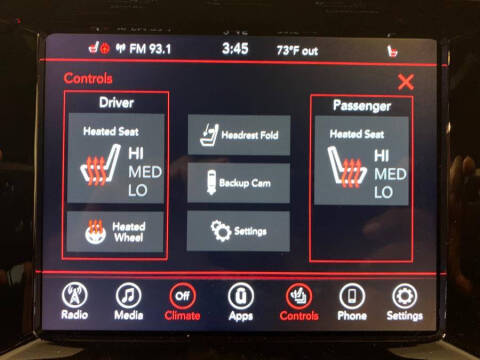 FM 93.1 3:45 73°F out
Controls
Driver
Heated Seat
HI
MED
LO
Heated
Wheel
Headrest Fold
Backup Cam
Settings
Passenger
Heated Seat
HI
MED
LO
Off
Radio Media Climate Apps Controls Phone Settings